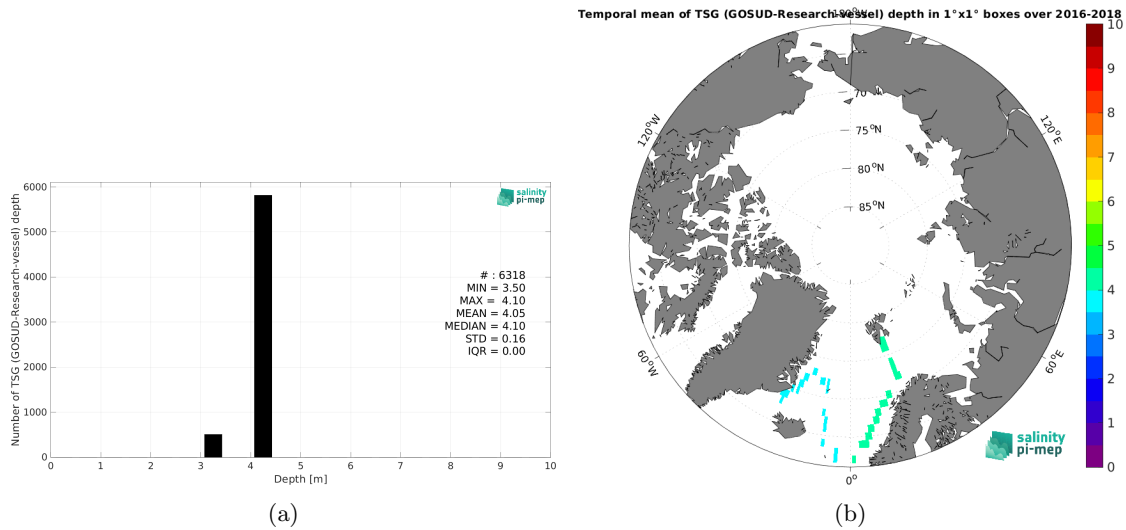 Temporal mean of TSG (GOSUD-Research-vessel) depth in 1°x1° boxes over 2016-2018
180°W
120°W
120°E
70
75°N
80°N
85°N
60°W
60°E
0°
10
9
8
7
6
5
4
3
2
1
0
salinity
pi-mep
(b)
Number of TSG (GOSUD-Research-vessel) depth
6000
5000
4000
3000
2000
1000
0
salinity
pi-mep
# : 6318
MIN = 3.50
MAX = 4.10
MEAN = 4.05
MEDIAN = 4.10
STD = 0.16
IQR = 0.00
0 1 2 3 4 5 6 7 8 9 10
Depth [m]
(a)